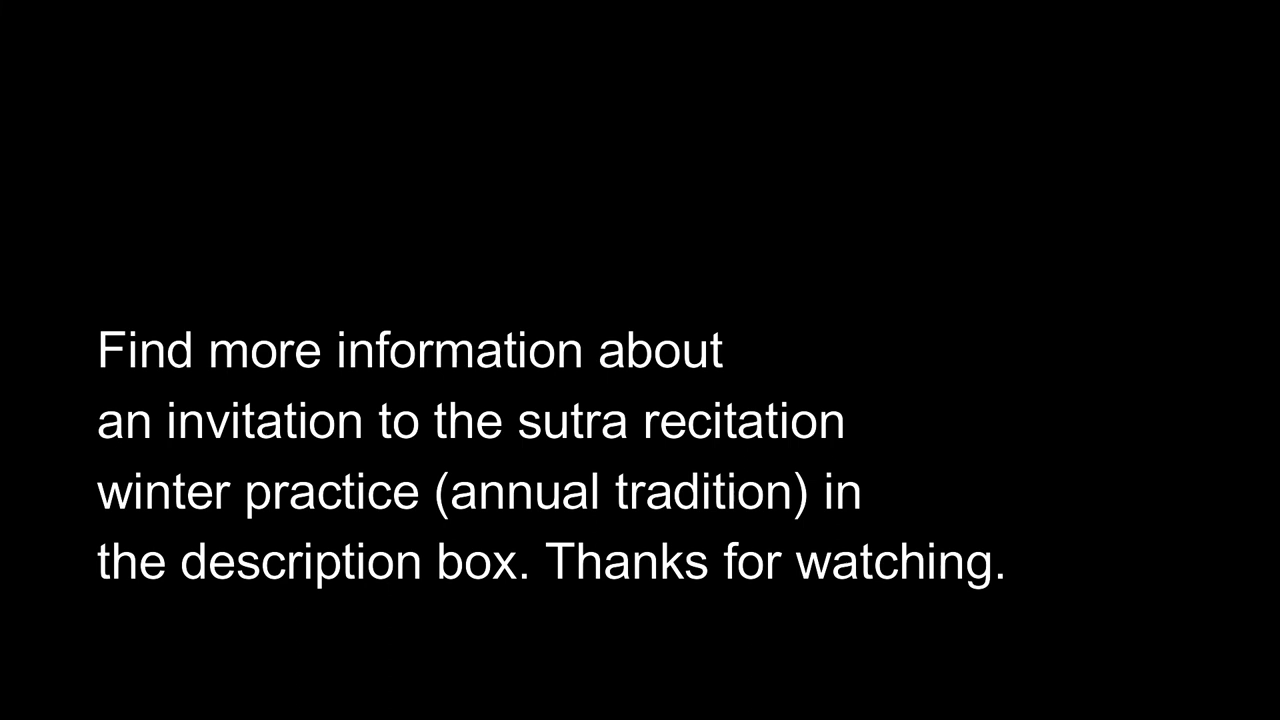 Find more information about
an invitation to the sutra recitation
winter practice (annual tradition) in
the description box. Thanks for watching.